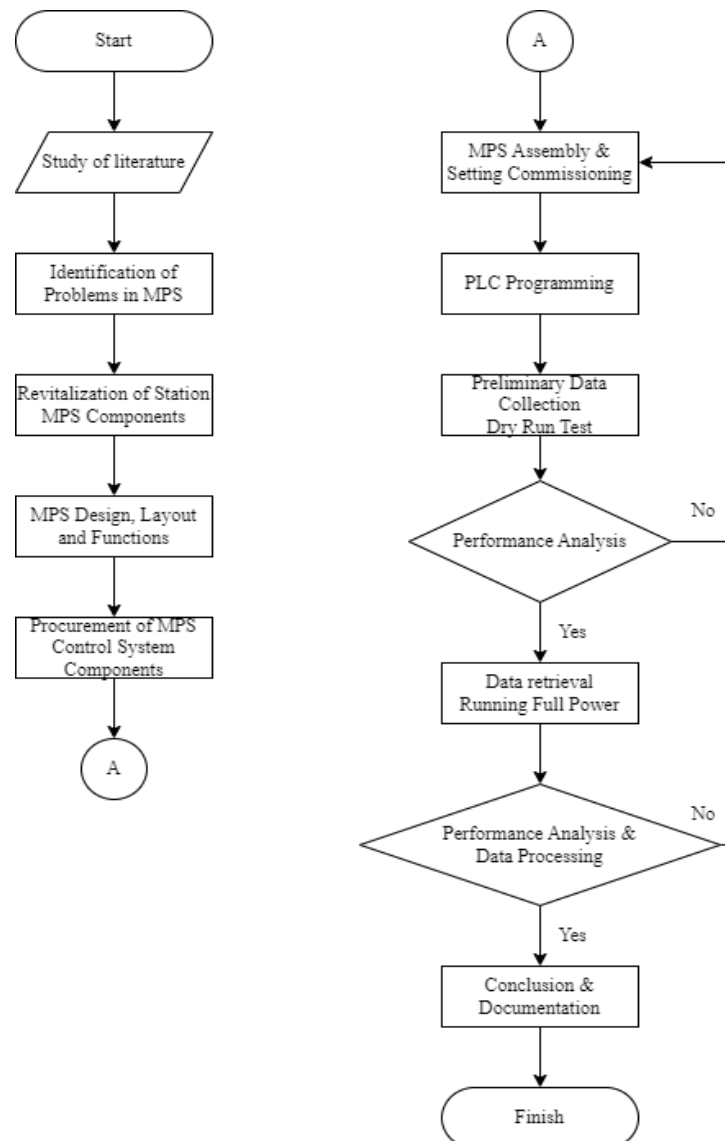 Start
Study of literature
Identification of
Problems in MPS
Revitalization of Station
MPS Components
MPS Design, Layout
and Functions
Procurement of MPS
Control System
Components
A
A
MPS Assembly &
Setting Commissioning
PLC Programming
Preliminary Data
Collection
Dry Run Test
Performance Analysis
No
Yes
Data retrieval
Running Full Power
Performance Analysis &
Data Processing
No
Yes
Conclusion &
Documentation
Finish